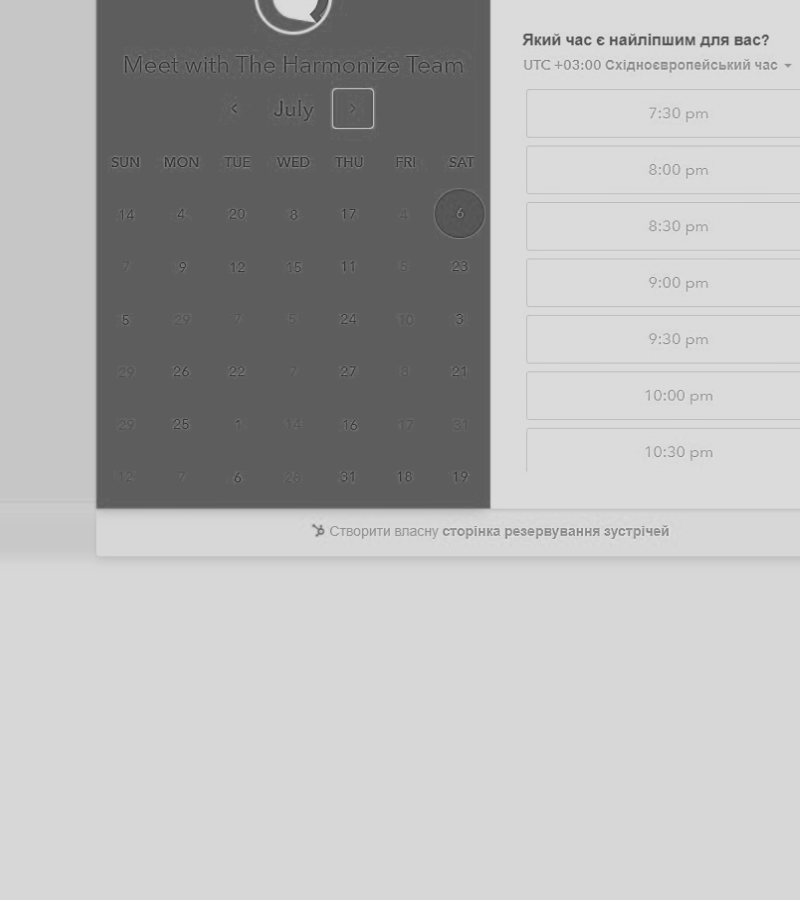 Meet with The Harmonize Team
July
SUN MON TUE WED THU FRI SAT
14 4 20 8 17 4 6
7 9 12 15 11 23
5 29 7 5 24 10 3
29 26 22 7 27 8 21
25 1 14 16 17 31
12 7 6 28 31 18 19
Який час є найліпшим для вас?
UTC +03:00 Східноєвропейський час
7:30 pm
8:00 pm
8:30 pm
9:00 pm
9:30 pm
10:00 pm
10:30 pm
Створити власну сторінка резервування зустрічей